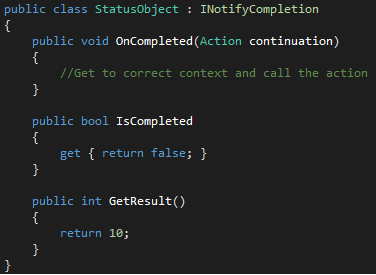 public class StatusObject : INotifyCompletion
{
    public void OnCompleted(Action continuation)
    {
        //Get to correct context and call the action
    }

    public bool IsCompleted
    {
        get { return false; }
    }

    public int GetResult()
    {
        return 10;
    }
}